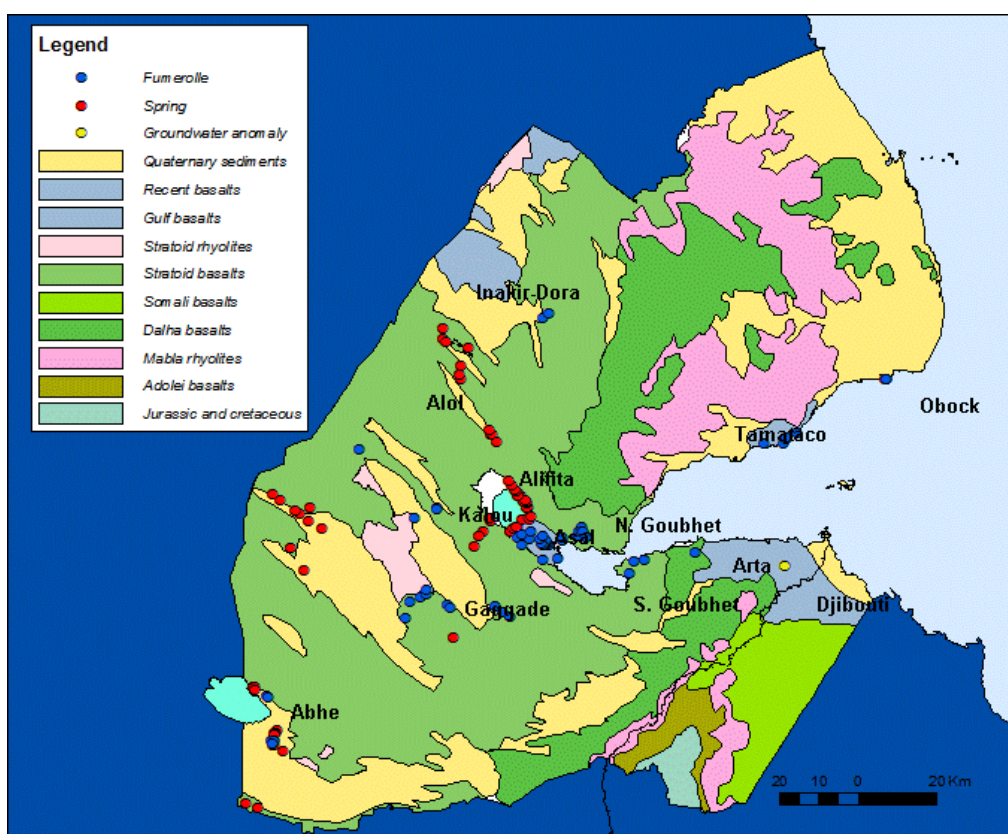 Legend
Fumerolle
Spring
Groundwater anomaly
Quaternary sediments
Recent basalts
Gulf basalts
Stratoid rhyolites
Stratoid basalts
Somali basalts
Dalha basalts
Mabla rhyolites
Adolei basalts
Jurassic and cretaceous
Inakir-Dora
Alol
Obock
Tamataco
Alifita
Kalou
Asal
N. Goubhet
Arta
Gaggade
S. Goubhet
Djibouti
Abhe
20 10 0 20 Km